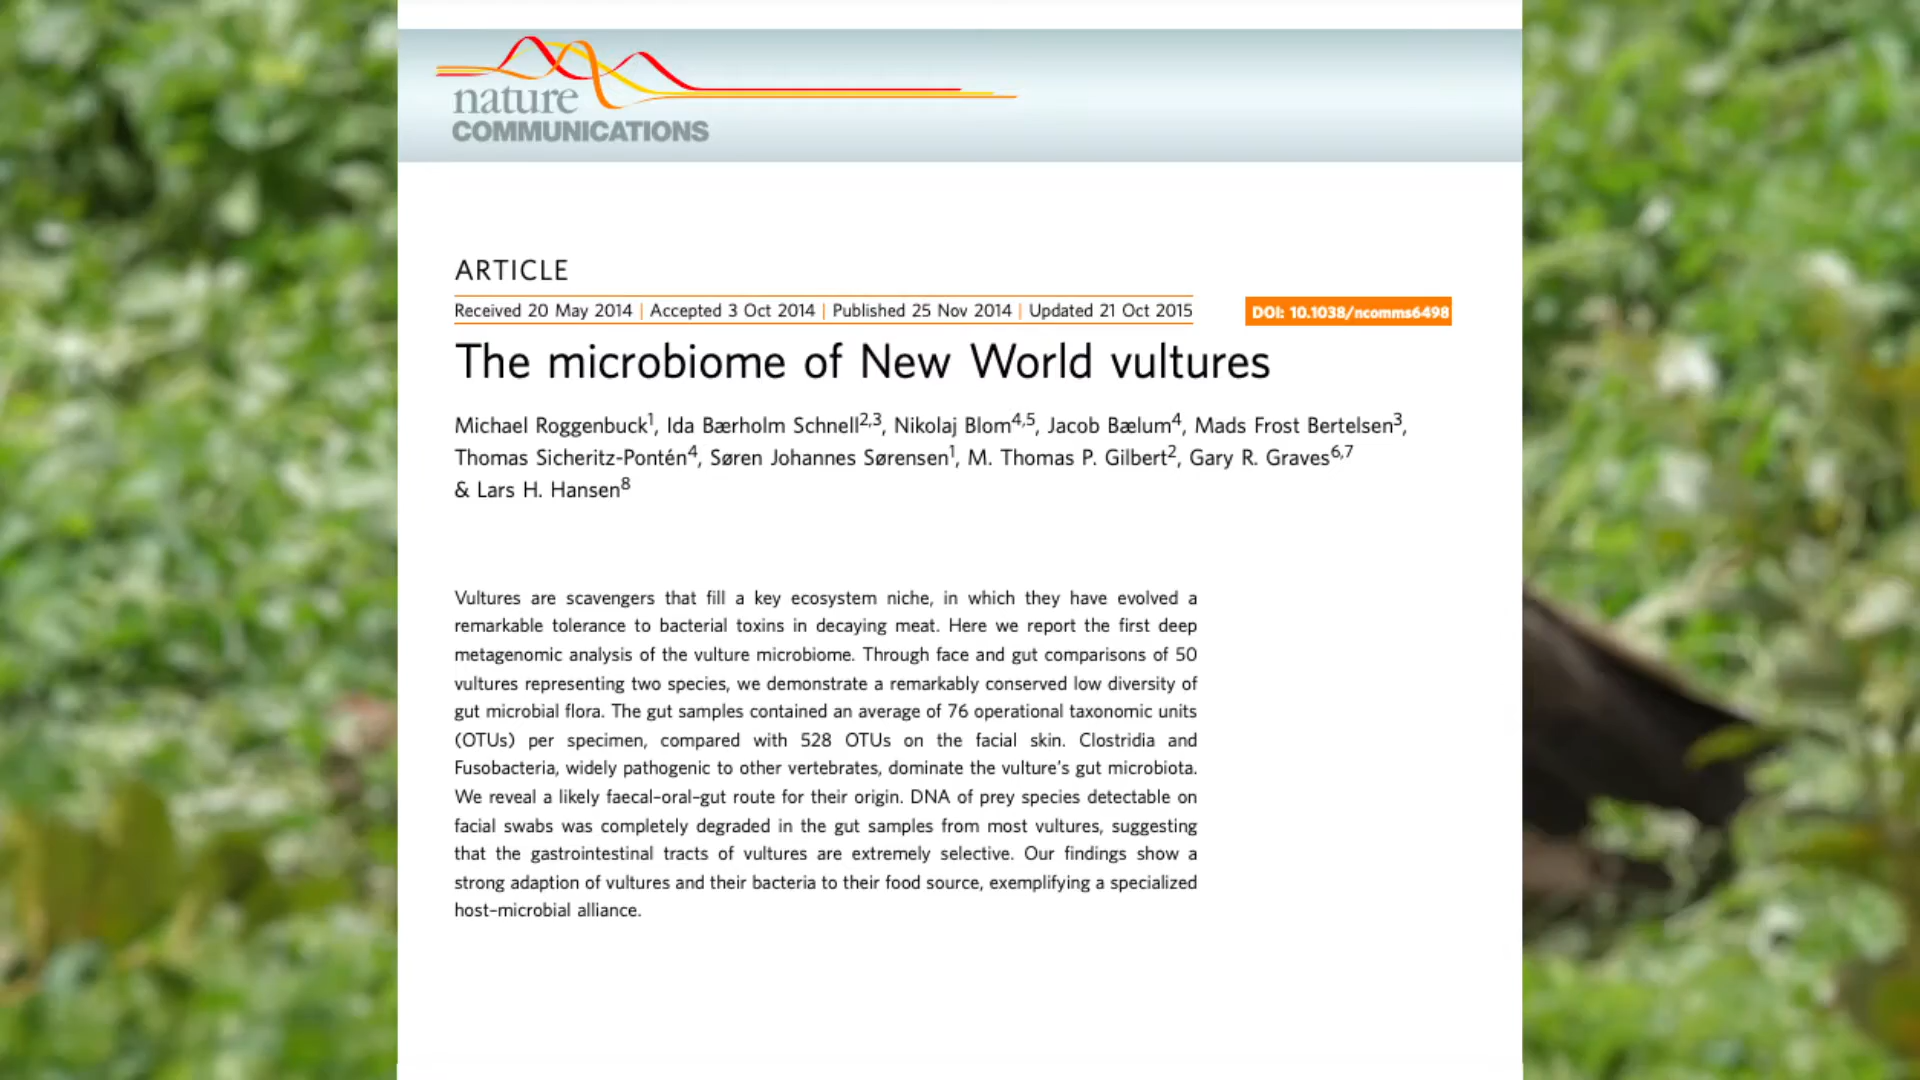 nature
COMMUNICATIONS
ARTICLE
Received 20 May 2014 | Accepted 3 Oct 2014 | Published 25 Nov 2014 | Updated 21 Oct 2015
DOI: 10.1038/ncomms6498
The microbiome of New World vultures
Michael Roggenbuck1, Ida Bærholm Schnell2,3, Nikolaj Blom4,5, Jacob Bælum4, Mads Frost Bertelsen3,
Thomas Sicheritz-Pontén4, Søren Johannes Sørensen1, M. Thomas P. Gilbert2, Gary R. Graves6,7
& Lars H. Hansen8
Vultures are scavengers that fill a key ecosystem niche, in which they have evolved a
remarkable tolerance to bacterial toxins in decaying meat. Here we report the first deep
metagenomic analysis of the vulture microbiome. Through face and gut comparisons of 50
vultures representing two species, we demonstrate a remarkably conserved low diversity of
gut microbial flora. The gut samples contained an average of 76 operational taxonomic units
(OTUs) per specimen, compared with 528 OTUs on the facial skin. Clostridia and
Fusobacteria, widely pathogenic to other vertebrates, dominate the vulture's gut microbiota.
We reveal a likely faecal–oral–gut route for their origin. DNA of prey species detectable on
facial swabs was completely degraded in the gut samples from most vultures, suggesting
that the gastrointestinal tracts of vultures are extremely selective. Our findings show a
strong adaption of vultures and their bacteria to their food source, exemplifying a specialized
host–microbial alliance.